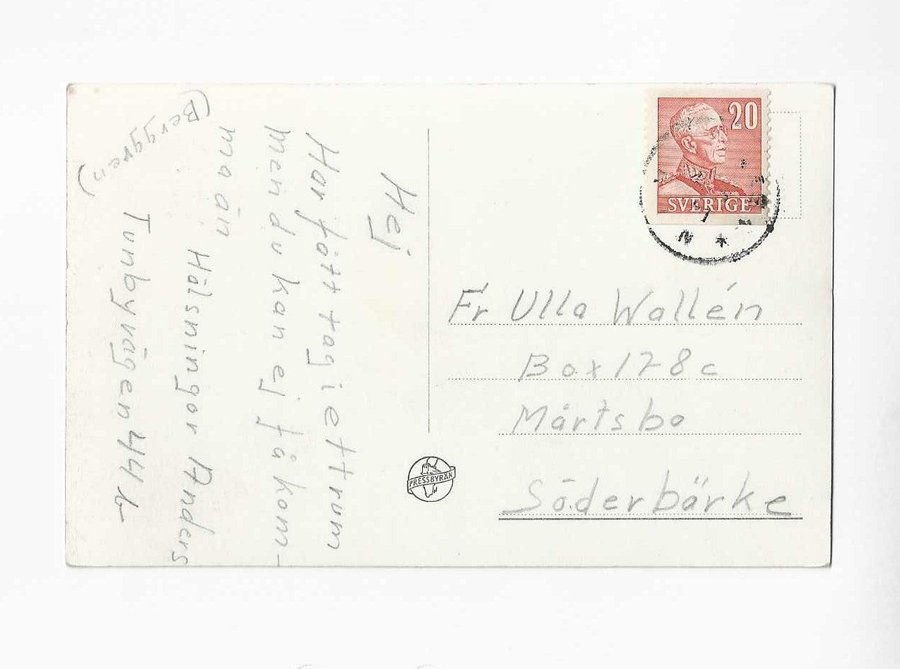 Hej
Har fått tag i ett rum
men du kan ej få kom-
ma än
Hälsningar Anders
(Berggren)
Tunbyvägen 44 b
20
SVERIGE
Fr Ulla Wallén
Box 178 c
Mårtsbo
Söderbärke
PRESSBYRÅN